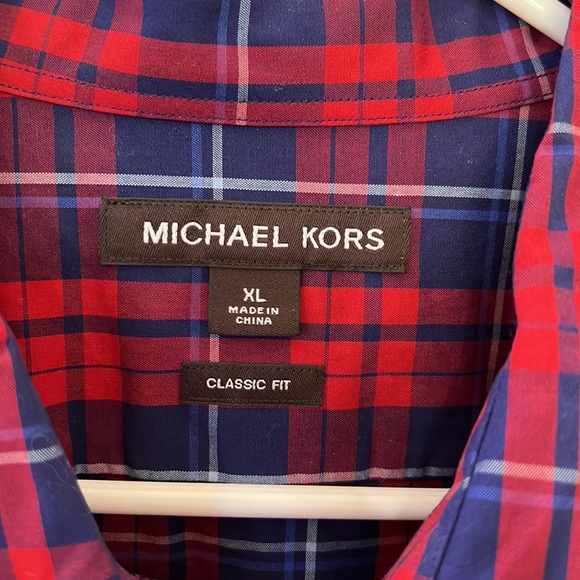 MICHAEL KORS
XL
MADE IN
CHINA
CLASSIC FIT